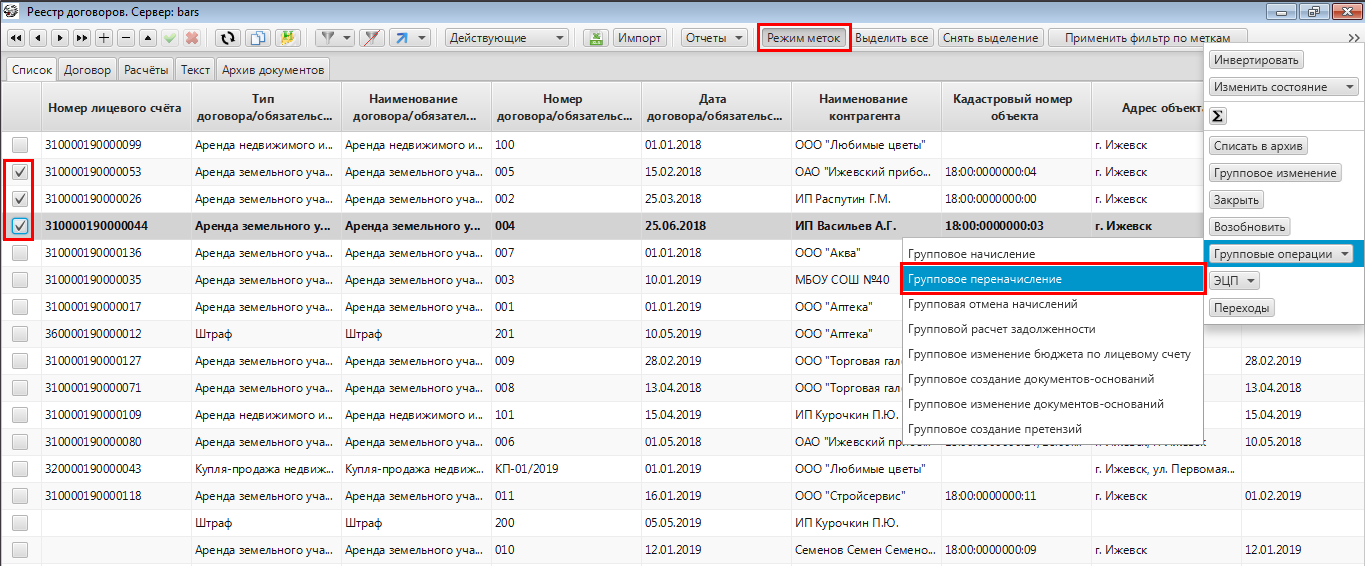 Реестр договоров. Сервер: bars
Действующие Импорт Отчеты Режим меток Выделить все Снять выделение Применить фильтр по меткам
Список Договор Расчёты Текст Архив документов
Номер лицевого счёта Тип договора/обязательс... Наименование договора/обязател... Номер договора/обязательс... Дата договора/обязательс... Наименование контрагента Кадастровый номер объекта Адрес объекта
310000190000099 Аренда недвижимого и... Аренда недвижимого и... 100 01.01.2018 ООО "Любимые цветы" г. Ижевск
310000190000053 Аренда земельного уча... Аренда земельного уча... 005 15.02.2018 ОАО "Ижевский прибо... 18:00:0000000:04 г. Ижевск
310000190000026 Аренда земельного уча... Аренда земельного уча... 002 25.03.2018 ИП Распутин Г.М. 18:00:0000000:00 г. Ижевск
310000190000044 Аренда земельного у... Аренда земельного у... 004 25.06.2018 ИП Васильев А.Г. 18:00:0000000:03 г. Ижевск
310000190000136 Аренда земельного уча... Аренда земельного уча... 007 01.01.2018 ООО "Аква"
310000190000035 Аренда земельного уча... Аренда земельного уча... 003 10.01.2019 МБОУ СОШ №40
310000190000017 Аренда земельного уча... Аренда земельного уча... 001 01.01.2019 ООО "Аптека"
360000190000012 Штраф Штраф 201 10.05.2019 ООО "Аптека"
310000190000127 Аренда земельного уча... Аренда земельного уча... 009 28.02.2019 ООО "Торговая гал 28.02.2019
310000190000071 Аренда земельного уча... Аренда земельного уча... 008 13.04.2018 ООО "Торговая гал 13.04.2018
310000190000109 Аренда недвижимого и... Аренда недвижимого и... 101 15.04.2019 ИП Курочкин П.Ю. 15.04.2019
310000190000080 Аренда земельного уча... Аренда земельного уча... 006 01.05.2018 ОАО "Ижевский 10.05.2018
320000190000043 Купля-продажа недвиж... Купля-продажа недвиж... КП-01/2019 01.01.2019 ООО "Любимые цветы" г. Ижевск, ул. Первомая...
310000190000118 Аренда земельного уча... Аренда земельного уча... 011 16.01.2019 ООО "Стройсервис" 18:00:0000000:11 г. Ижевск 01.02.2019
Штраф Штраф 200 05.05.2019 ИП Курочкин П.Ю.
Аренда земельного уча... Аренда земельного уча... 010 12.01.2019 Семенов Семен Семено... 18:00:0000000:09 г. Ижевск 12.01.2019
Инвертировать
Изменить состояние
Σ
Списать в архив
Групповое изменение
Закрыть
Возобновить
Групповые операции
ЭЦП
Переходы
Групповое начисление
Групповое переначисление
Групповая отмена начислений
Групповой расчет задолженности
Групповое изменение бюджета по лицевому счету
Групповое создание документов-оснований
Групповое изменение документов-оснований
Групповое создание претензий